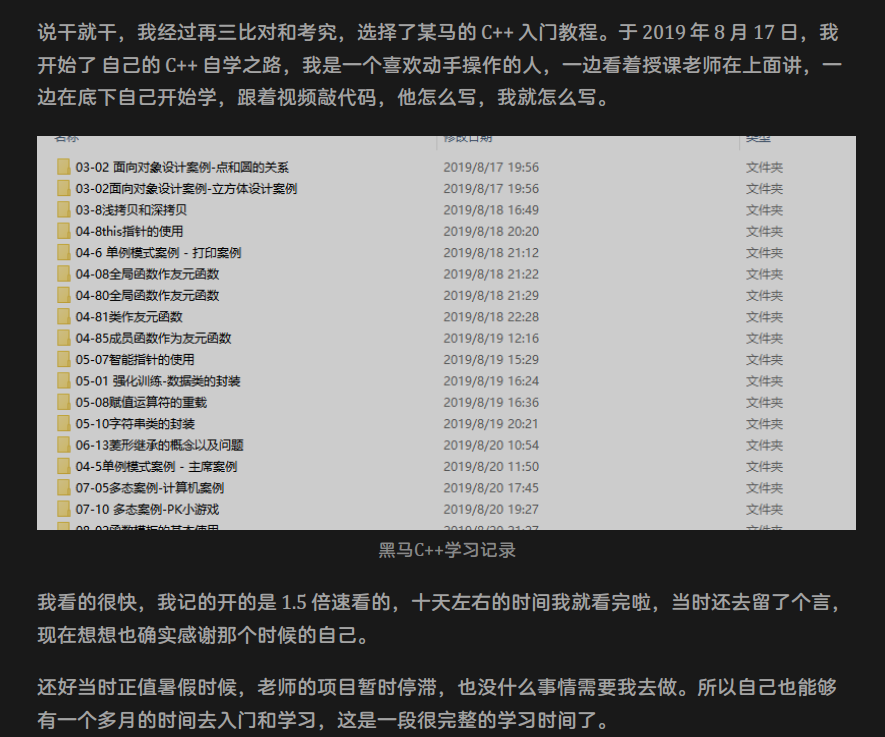 说干就干，我经过再三比对和考究，选择了某马的 C++ 入门教程。于 2019 年 8 月 17 日，我
开始了 自己的 C++ 自学之路，我是一个喜欢动手操作的人，一边看着授课老师在上面讲，一
边在底下自己开始学，跟着视频敲代码，他怎么写，我就怎么写。
名称 修改日期 类型
03-02 面向对象设计案例-点和圆的关系 2019/8/17 19:56 文件夹
03-02面向对象设计案例-立方体设计案例 2019/8/17 19:56 文件夹
03-8浅拷贝和深拷贝 2019/8/18 16:49 文件夹
04-8this指针的使用 2019/8/18 20:20 文件夹
04-6 单例模式案例 - 打印案例 2019/8/18 21:12 文件夹
04-08全局函数作友元函数 2019/8/18 21:22 文件夹
04-80全局函数作友元函数 2019/8/18 21:29 文件夹
04-81类作友元函数 2019/8/18 22:28 文件夹
04-85成员函数作为友元函数 2019/8/19 12:16 文件夹
05-07智能指针的使用 2019/8/19 15:29 文件夹
05-01 强化训练-数据类的封装 2019/8/19 16:24 文件夹
05-08赋值运算符的重载 2019/8/19 16:36 文件夹
05-10字符串类的封装 2019/8/19 20:21 文件夹
06-13菱形继承的概念以及问题 2019/8/20 10:54 文件夹
04-5单例模式案例 - 主席案例 2019/8/20 11:50 文件夹
07-05多态案例-计算机案例 2019/8/20 17:45 文件夹
07-10 多态案例-PK小游戏 2019/8/20 19:27 文件夹
08-02函数模板的基本使用 2019/8/20 21:27 文件夹
黑马C++学习记录
我看的很快，我记的开的是 1.5 倍速看的，十天左右的时间我就看完啦，当时还去留了个言，
现在想想也确实感谢那个时候的自己。
还好当时正值暑假时候，老师的项目暂时停滞，也没什么事情需要我去做。所以自己也能够
有一个多月的时间去入门和学习，这是一段很完整的学习时间了。